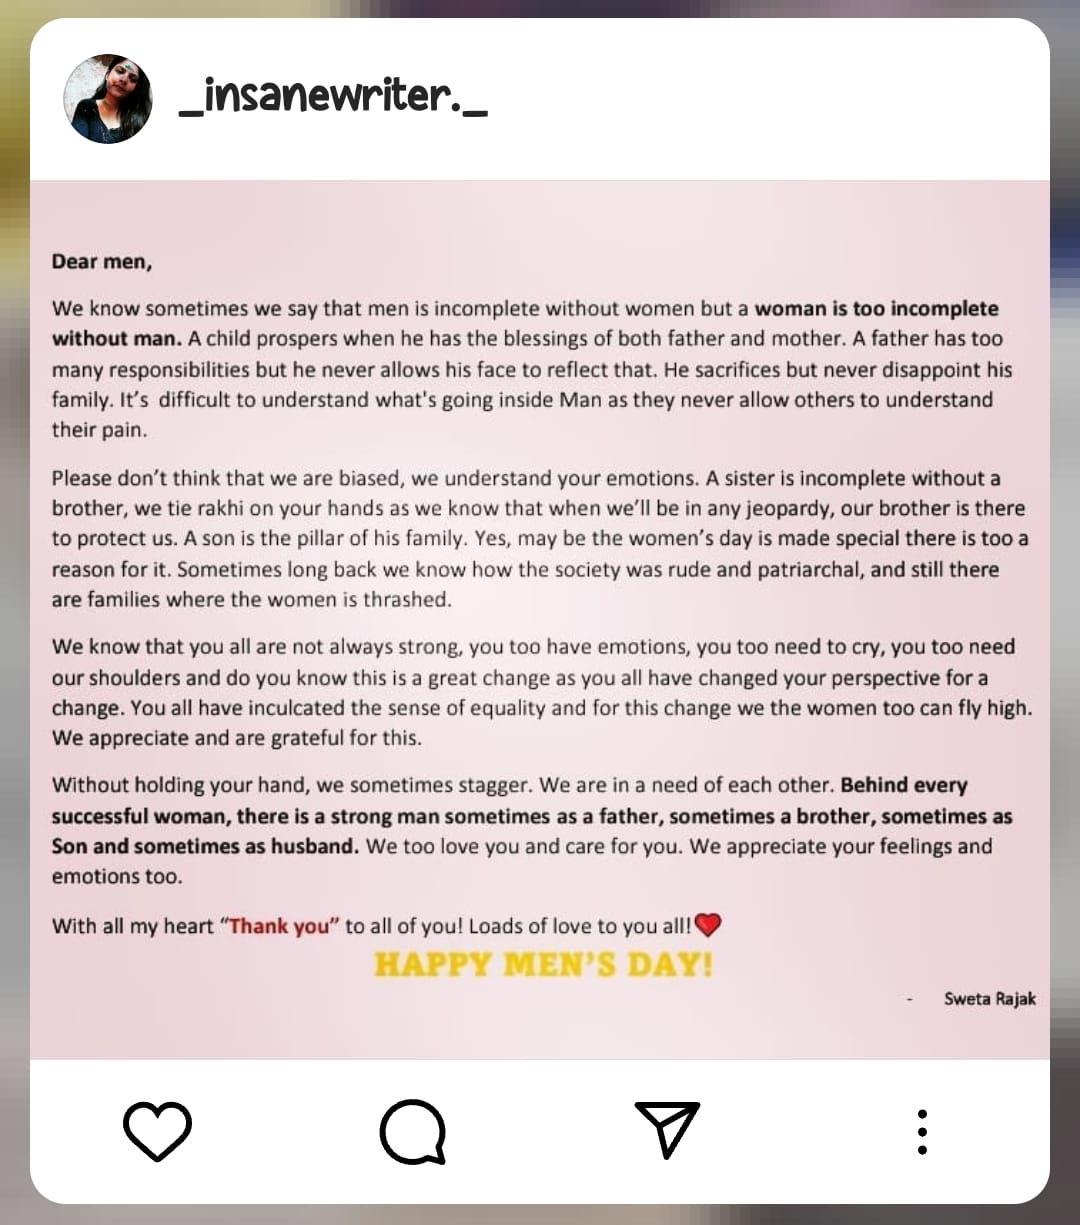 _insanewriter._
Dear men,
We know sometimes we say that men is incomplete without women but a woman is too incomplete
without man. A child prospers when he has the blessings of both father and mother. A father has too
many responsibilities but he never allows his face to reflect that. He sacrifices but never disappoint his
family. It's  difficult to understand what's going inside Man as they never allow others to understand
their pain.
Please don't think that we are biased, we understand your emotions. A sister is incomplete without a
brother, we tie rakhi on your hands as we know that when we'll be in any jeopardy, our brother is there
to protect us. A son is the pillar of his family. Yes, may be the women's day is made special there is too a
reason for it. Sometimes long back we know how the society was rude and patriarchal, and still there
are families where the women is thrashed.
We know that you all are not always strong, you too have emotions, you too need to cry, you too need
our shoulders and do you know this is a great change as you all have changed your perspective for a
change. You all have inculcated the sense of equality and for this change we the women too can fly high.
We appreciate and are grateful for this.
Without holding your hand, we sometimes stagger. We are in a need of each other. Behind every
successful woman, there is a strong man sometimes as a father, sometimes a brother, sometimes as
Son and sometimes as husband. We too love you and care for you. We appreciate your feelings and
emotions too.
With all my heart "Thank you" to all of you! Loads of love to you all!❤
HAPPY MEN'S DAY!
- Sweta Rajak